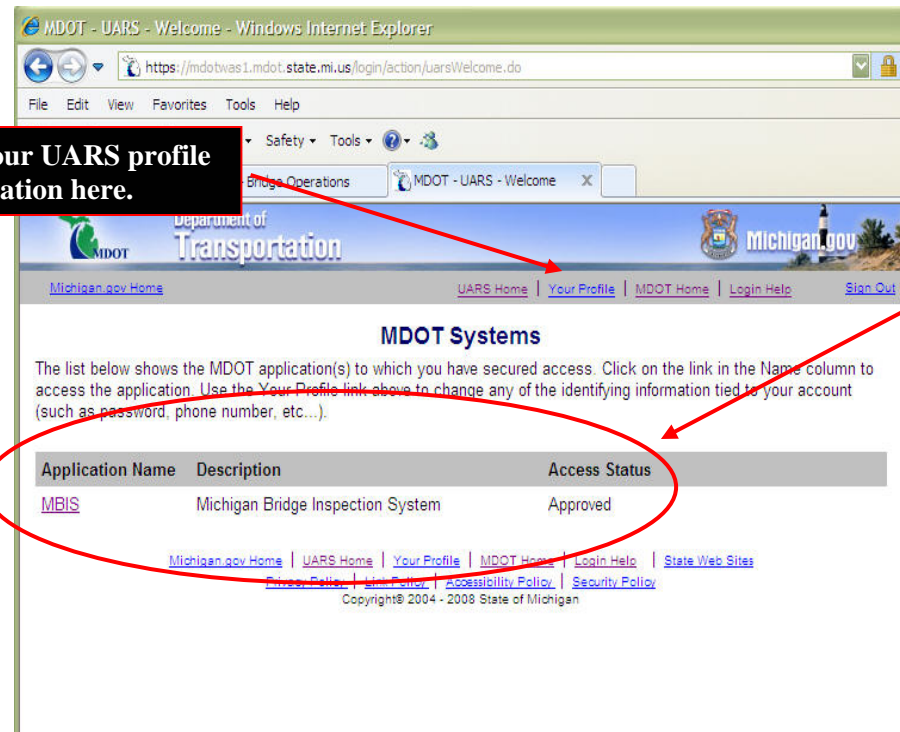 MDOT - UARS - Welcome - Windows Internet Explorer
https://mdotwas1.mdot.state.mi.us/login/action/uarsWelcome.do
File Edit View Favorites Tools Help
Safety Tools
our UARS profile
ation here.
Bridge Operations MDOT - UARS - Welcome X
MDOT Department of
Transportation Michigan.gov
Michigan.gov Home UARS Home | Your Profile | MDOT Home | Login Help Sign Out
MDOT Systems
The list below shows the MDOT application(s) to which you have secured access. Click on the link in the Name column to
access the application. Use the Your Profile link above to change any of the identifying information tied to your account
(such as password, phone number, etc...).
Application Name Description Access Status
MBIS Michigan Bridge Inspection System Approved
Michigan.gov Home | UARS Home | Your Profile | MDOT Home | Login Help | State Web Sites
Privacy Policy | Link Policy | Accessibility Policy | Security Policy
Copyright© 2004 - 2008 State of Michigan